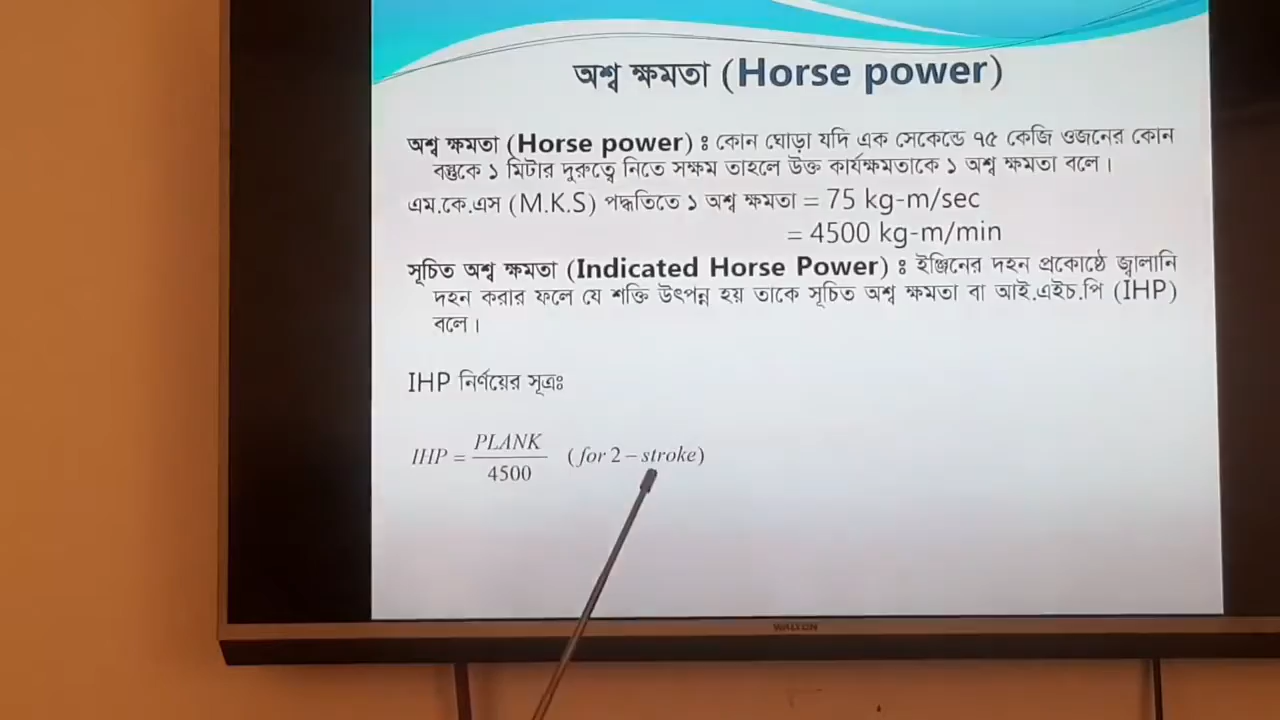 অশ্ব ক্ষমতা (Horse power)
অশ্ব ক্ষমতা (Horse power) ঃ কোন ঘোড়া যদি এক সেকেন্ডে ৭৫ কেজি ওজনের কোন
বস্তুকে ১ মিটার দুরুত্বে নিতে সক্ষম তাহলে উক্ত কার্যক্ষমতাকে ১ অশ্ব ক্ষমতা বলে।
এম.কে.এস (M.K.S) পদ্ধতিতে ১ অশ্ব ক্ষমতা = 75 kg-m/sec
= 4500 kg-m/min
সূচিত অশ্ব ক্ষমতা (Indicated Horse Power) ঃ ইঞ্জিনের দহন প্রকোষ্ঠে জ্বালানি
দহন করার ফলে যে শক্তি উৎপন্ন হয় তাকে সূচিত অশ্ব ক্ষমতা বা আই.এইচ.পি (IHP)
বলে।
IHP নির্ণয়ের সূত্রঃ
IHP = PLANK / 4500 (for 2 – stroke)
WALTON